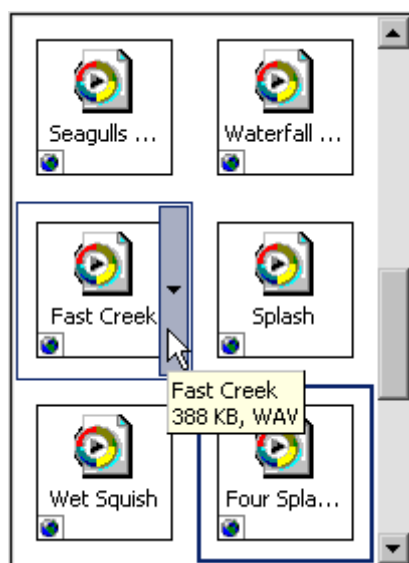 Seagulls ...
Waterfall ...
Fast Creek
Splash
Fast Creek
388 KB, WAV
Wet Squish
Four Spla...